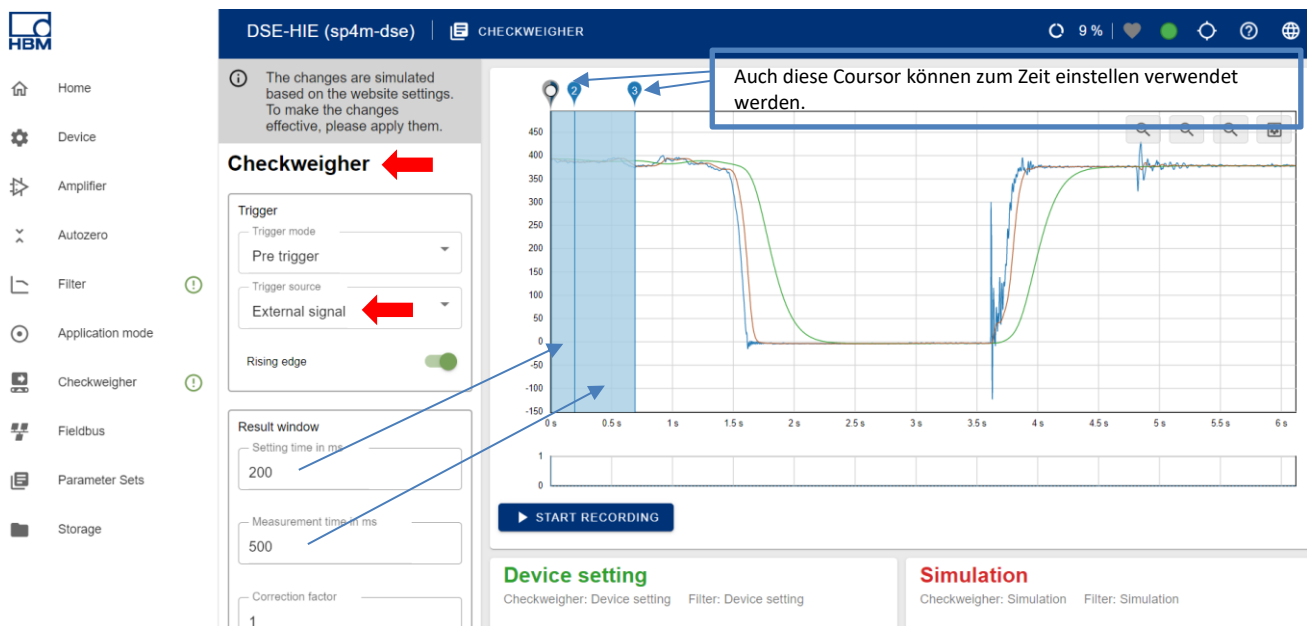 HBM
DSE-HIE (sp4m-dse)
CHECKWEIGHER
9 %
Home
Device
Amplifier
Autozero
Filter
Application mode
Checkweigher
Fieldbus
Parameter Sets
Storage
The changes are simulated
based on the website settings.
To make the changes
effective, please apply them.
Checkweigher
Trigger
Trigger mode
Pre trigger
Trigger source
External signal
Rising edge
Result window
Setting time in ms
200
Measurement time in ms
500
Correction factor
1
Auch diese Coursor können zum Zeit einstellen verwendet
werden.
2
3
450
400
350
300
250
200
150
100
50
0
-50
-100
-150
0 s
0.5 s
1 s
1.5 s
2 s
2.5 s
3 s
3.5 s
4 s
4.5 s
5 s
5.5 s
6 s
1
0
START RECORDING
Device setting
Checkweigher: Device setting Filter: Device setting
Simulation
Checkweigher: Simulation Filter: Simulation